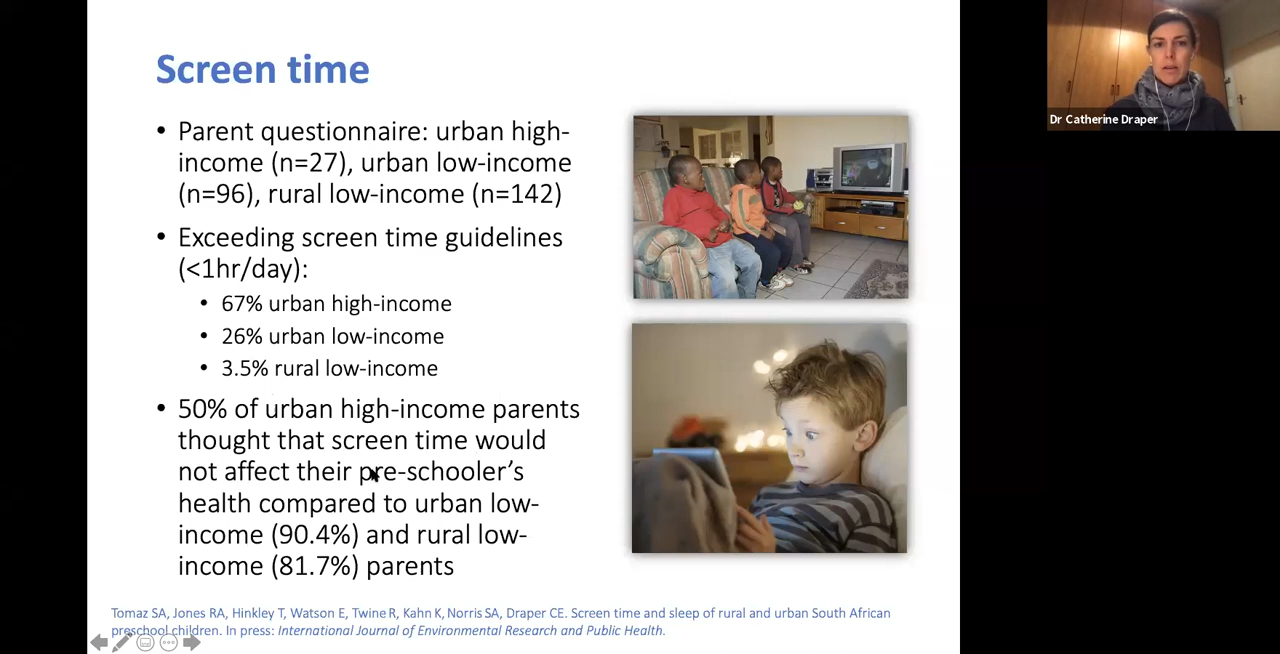 Screen time
• Parent questionnaire: urban high-
income (n=27), urban low-income
(n=96), rural low-income (n=142)
• Exceeding screen time guidelines
(<1hr/day):
• 67% urban high-income
• 26% urban low-income
• 3.5% rural low-income
• 50% of urban high-income parents
thought that screen time would
not affect their pre-schooler’s
health compared to urban low-
income (90.4%) and rural low-
income (81.7%) parents
Tomaz SA, Jones RA, Hinkley T, Watson E, Twine R, Kahn K, Norris SA, Draper CE. Screen time and sleep of rural and urban South African
preschool children. In press: International Journal of Environmental Research and Public Health.
Dr Catherine Draper